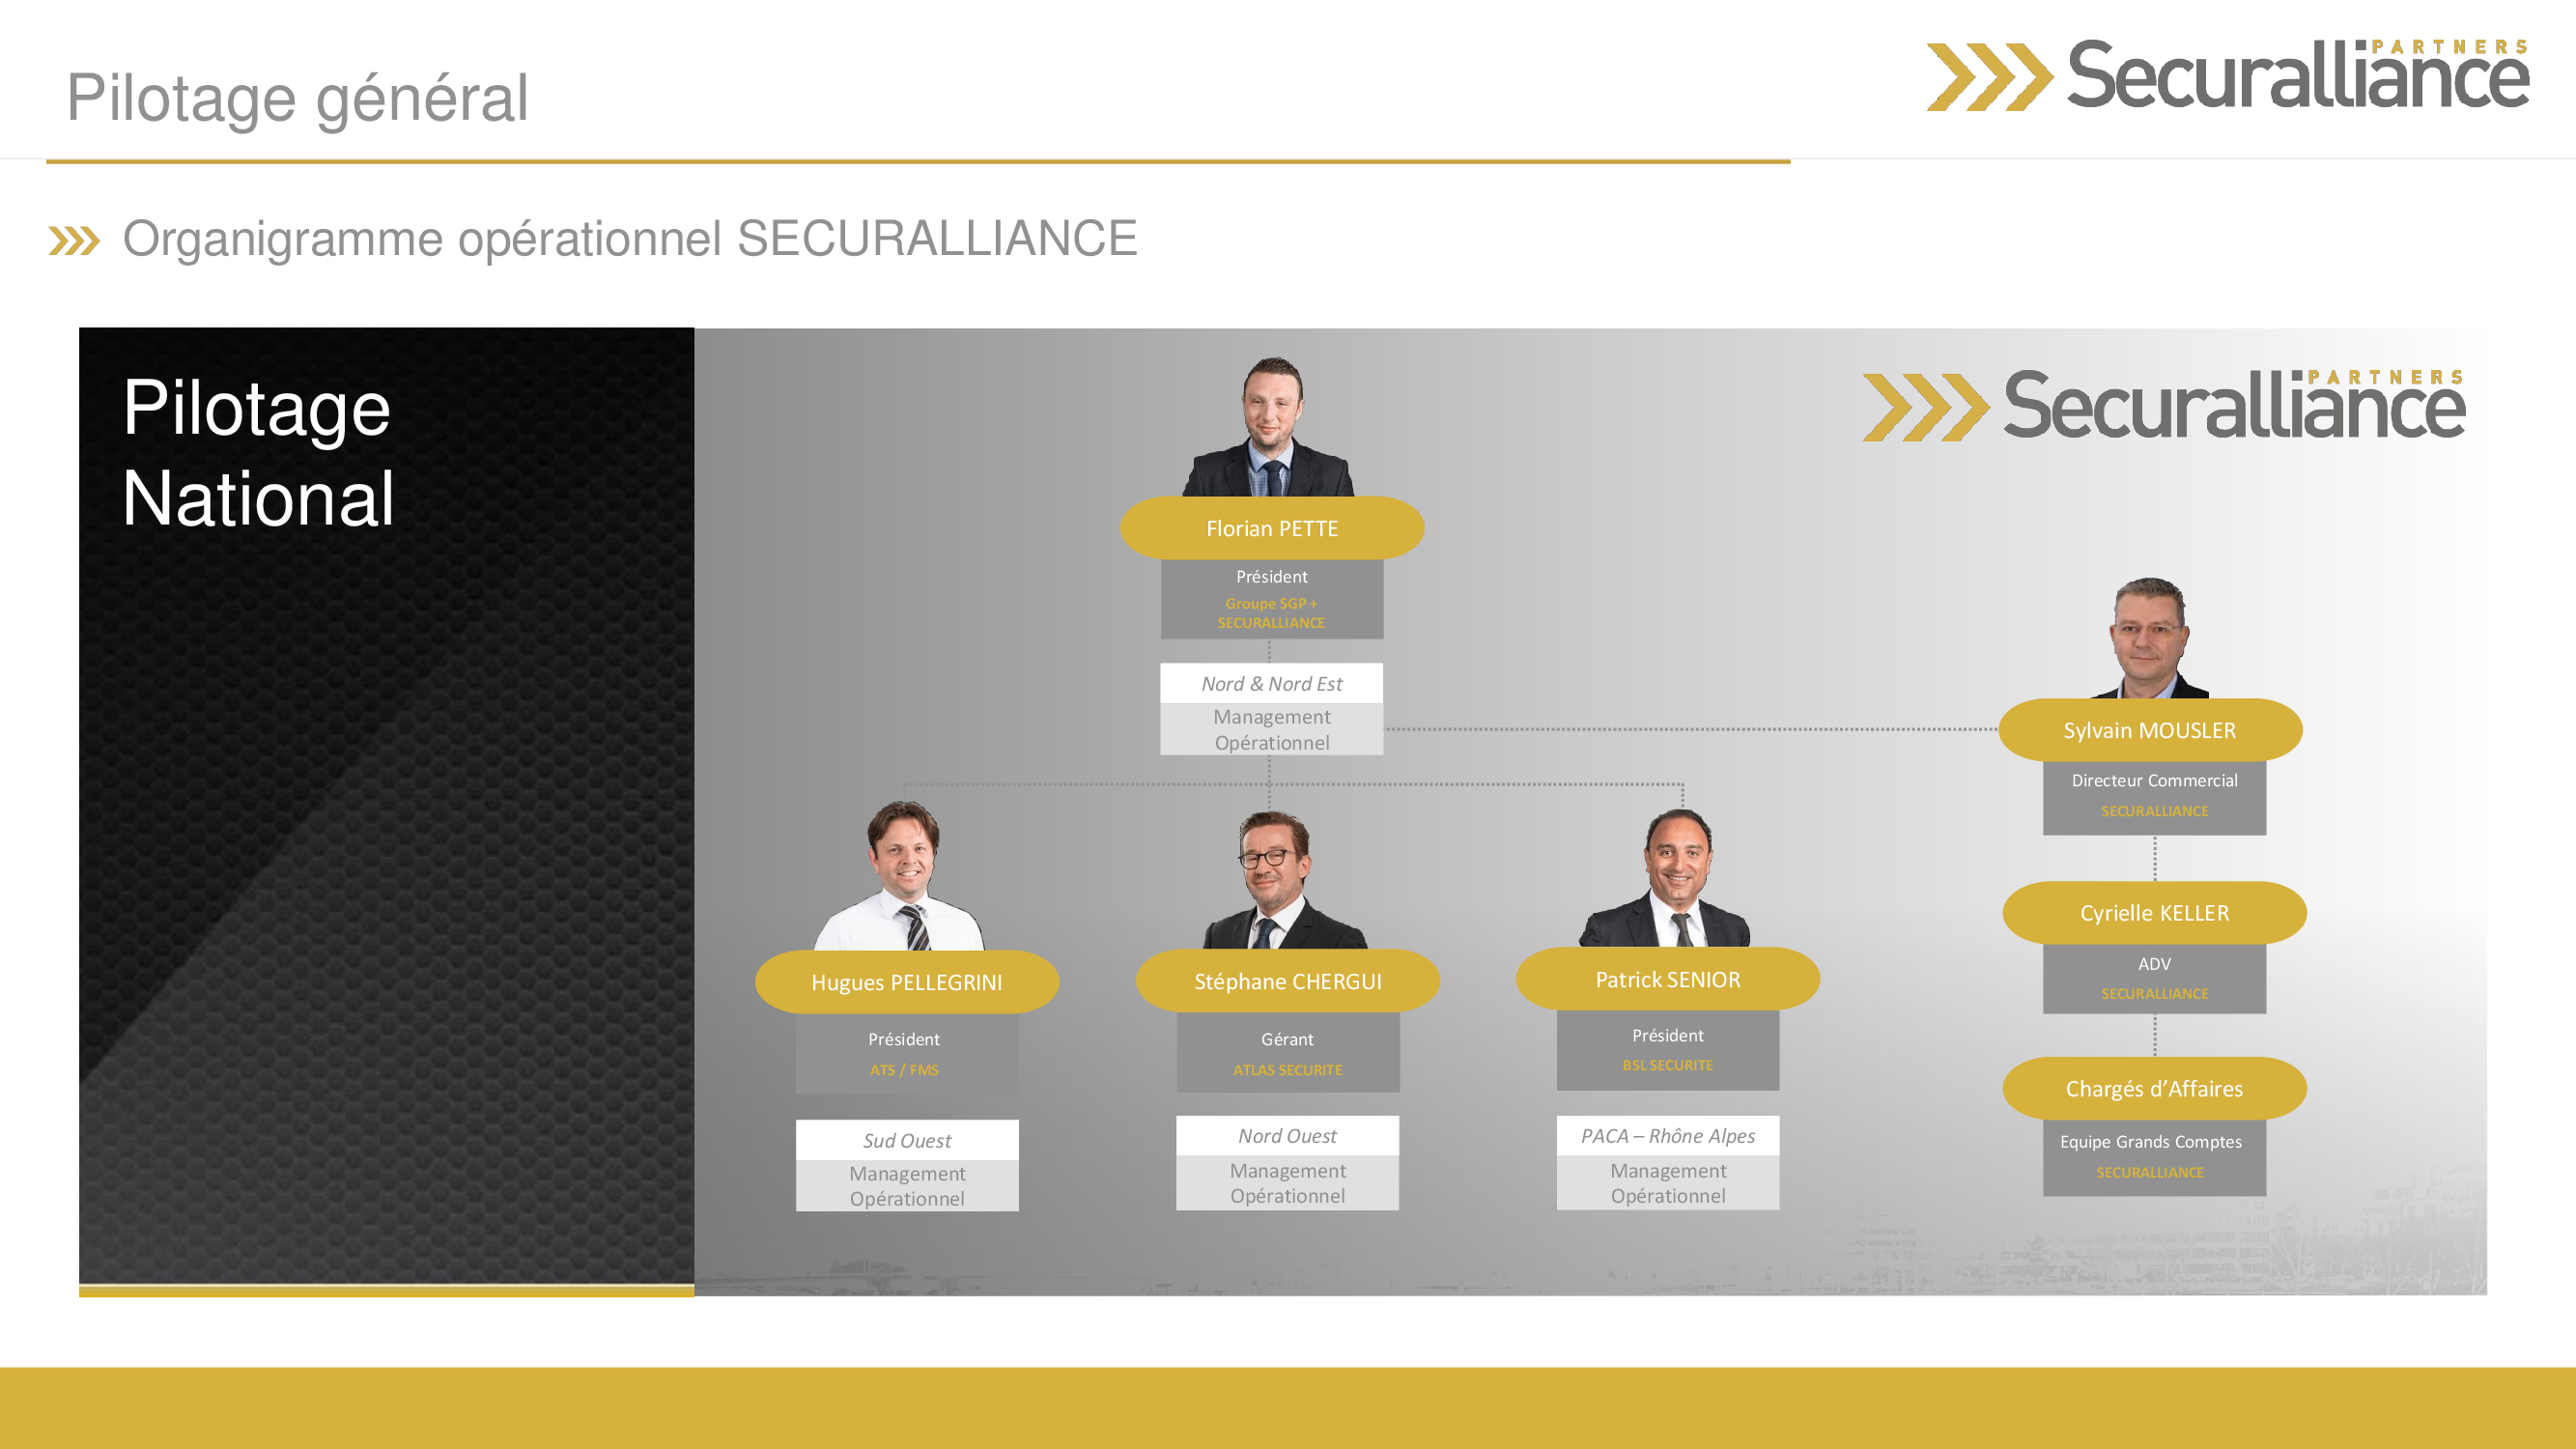 Pilotage général
PARTNERS
Securalliance
Organigramme opérationnel SECURALLIANCE
Pilotage
National
PARTNERS
Securalliance
Florian PETTE
Président
Groupe SGP +
SECURALLIANCE
Nord & Nord Est
Management
Opérationnel
Sylvain MOUSLER
Directeur Commercial
SECURALLIANCE
Cyrielle KELLER
ADV
SECURALLIANCE
Chargés d’Affaires
Equipe Grands Comptes
SECURALLIANCE
Hugues PELLEGRINI
Président
ATS / FMS
Sud Ouest
Management
Opérationnel
Stéphane CHERGUI
Gérant
ATLAS SECURITE
Nord Ouest
Management
Opérationnel
Patrick SENIOR
Président
BSL SECURITE
PACA – Rhône Alpes
Management
Opérationnel